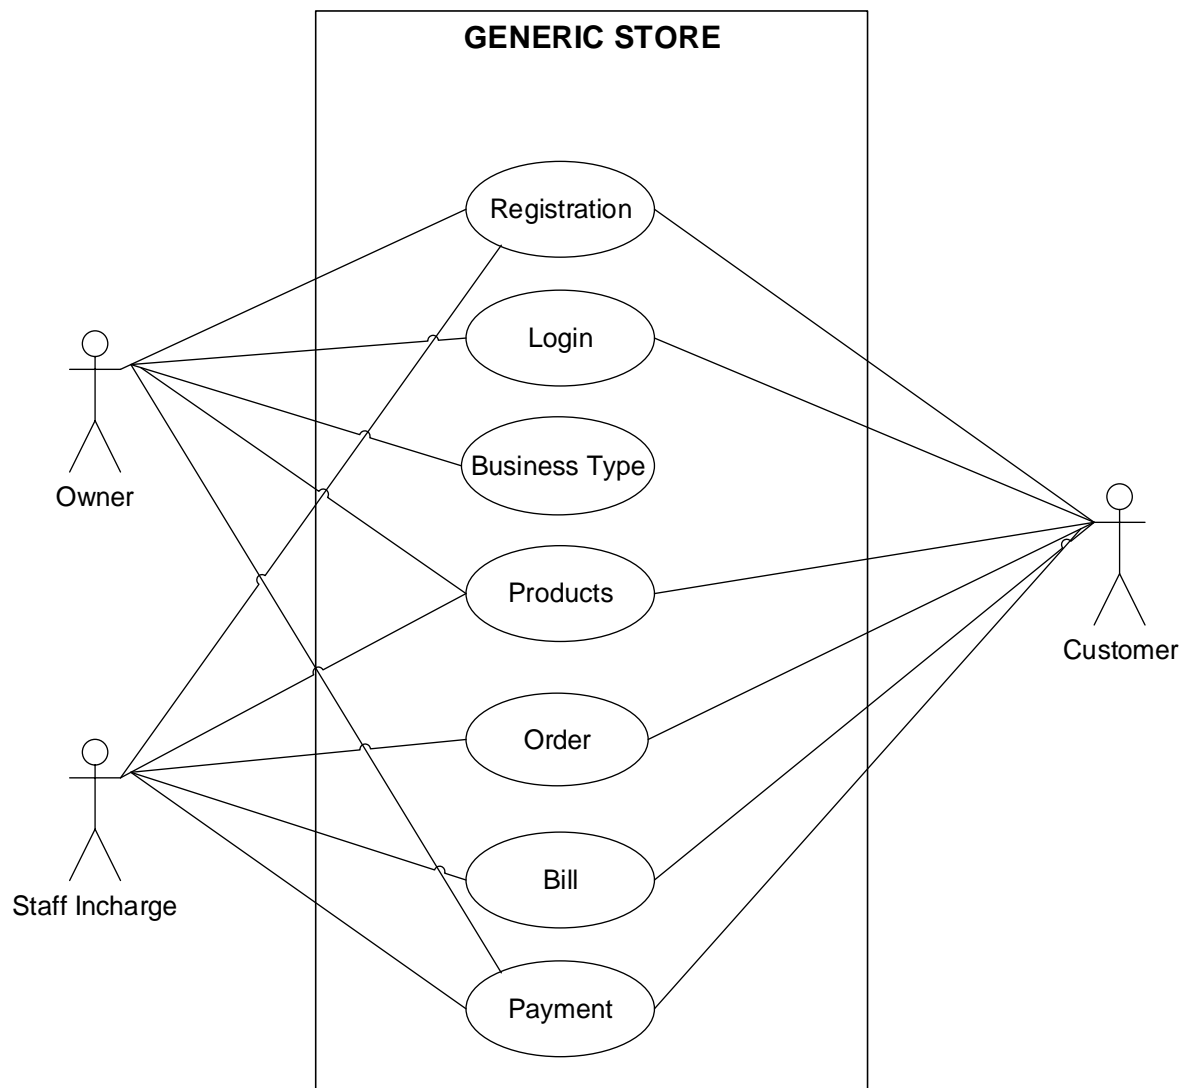 GENERIC STORE
Registration
Login
Business Type
Owner
Products
Customer
Order
Bill
Staff Incharge
Payment